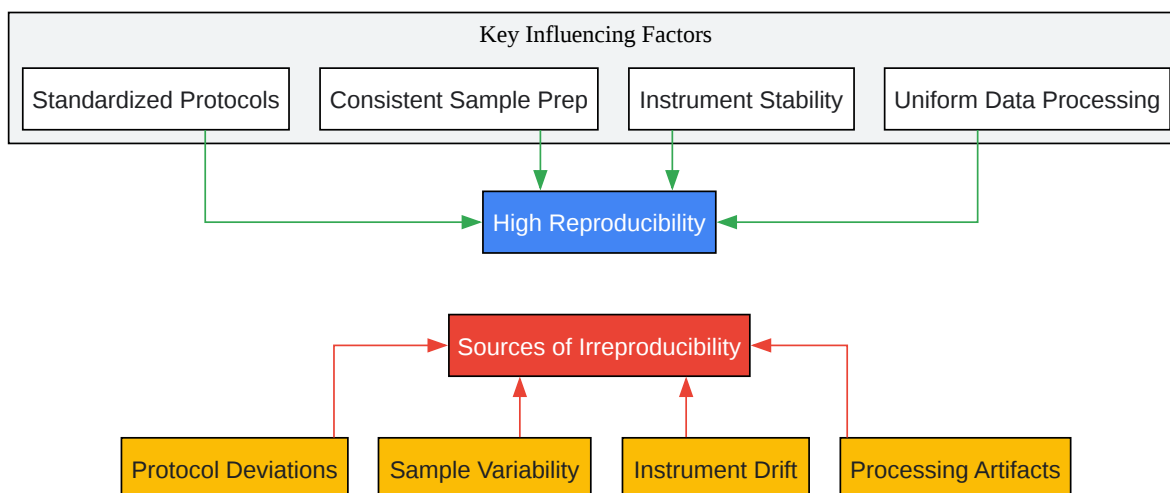 Key Influencing Factors
Standardized Protocols
Consistent Sample Prep
Instrument Stability
Uniform Data Processing
High Reproducibility
Sources of Irreproducibility
Protocol Deviations
Sample Variability
Instrument Drift
Processing Artifacts